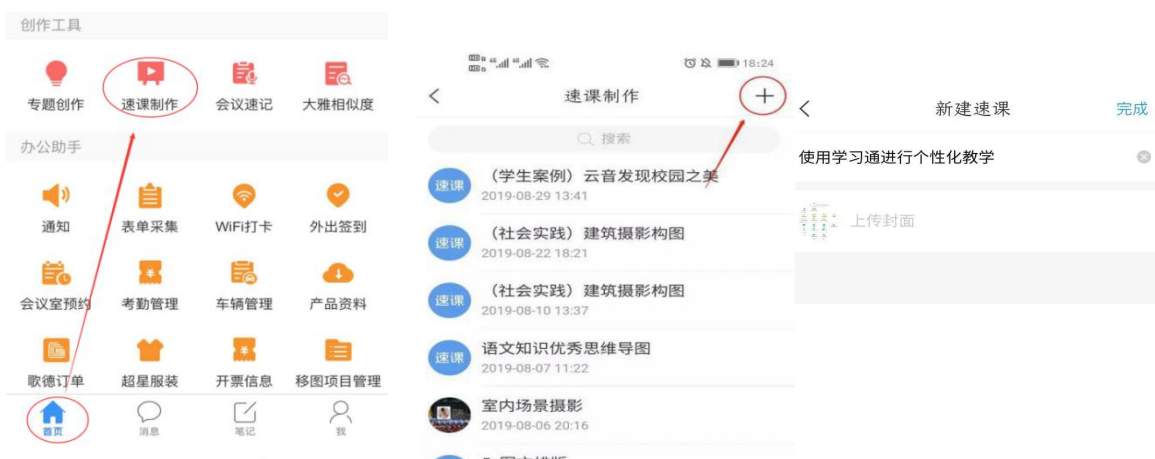 创作工具
专题创作 速课制作 会议速记 大雅相似度
办公助手
通知 表单采集 WiFi打卡 外出签到
会议室预约 考勤管理 车辆管理 产品资料
歌德订单 超星服装 开票信息 移图项目管理
首页 消息 笔记 我
18:24
速课制作
搜索
速课 （学生案例）云音发现校园之美
2019-08-29 13:41
速课 （社会实践）建筑摄影构图
2019-08-22 18:21
速课 （社会实践）建筑摄影构图
2019-08-10 13:37
速课 语文知识优秀思维导图
2019-08-07 11:22
室内场景摄影
2019-08-06 20:16
新建速课 完成
使用学习通进行个性化教学
上传封面